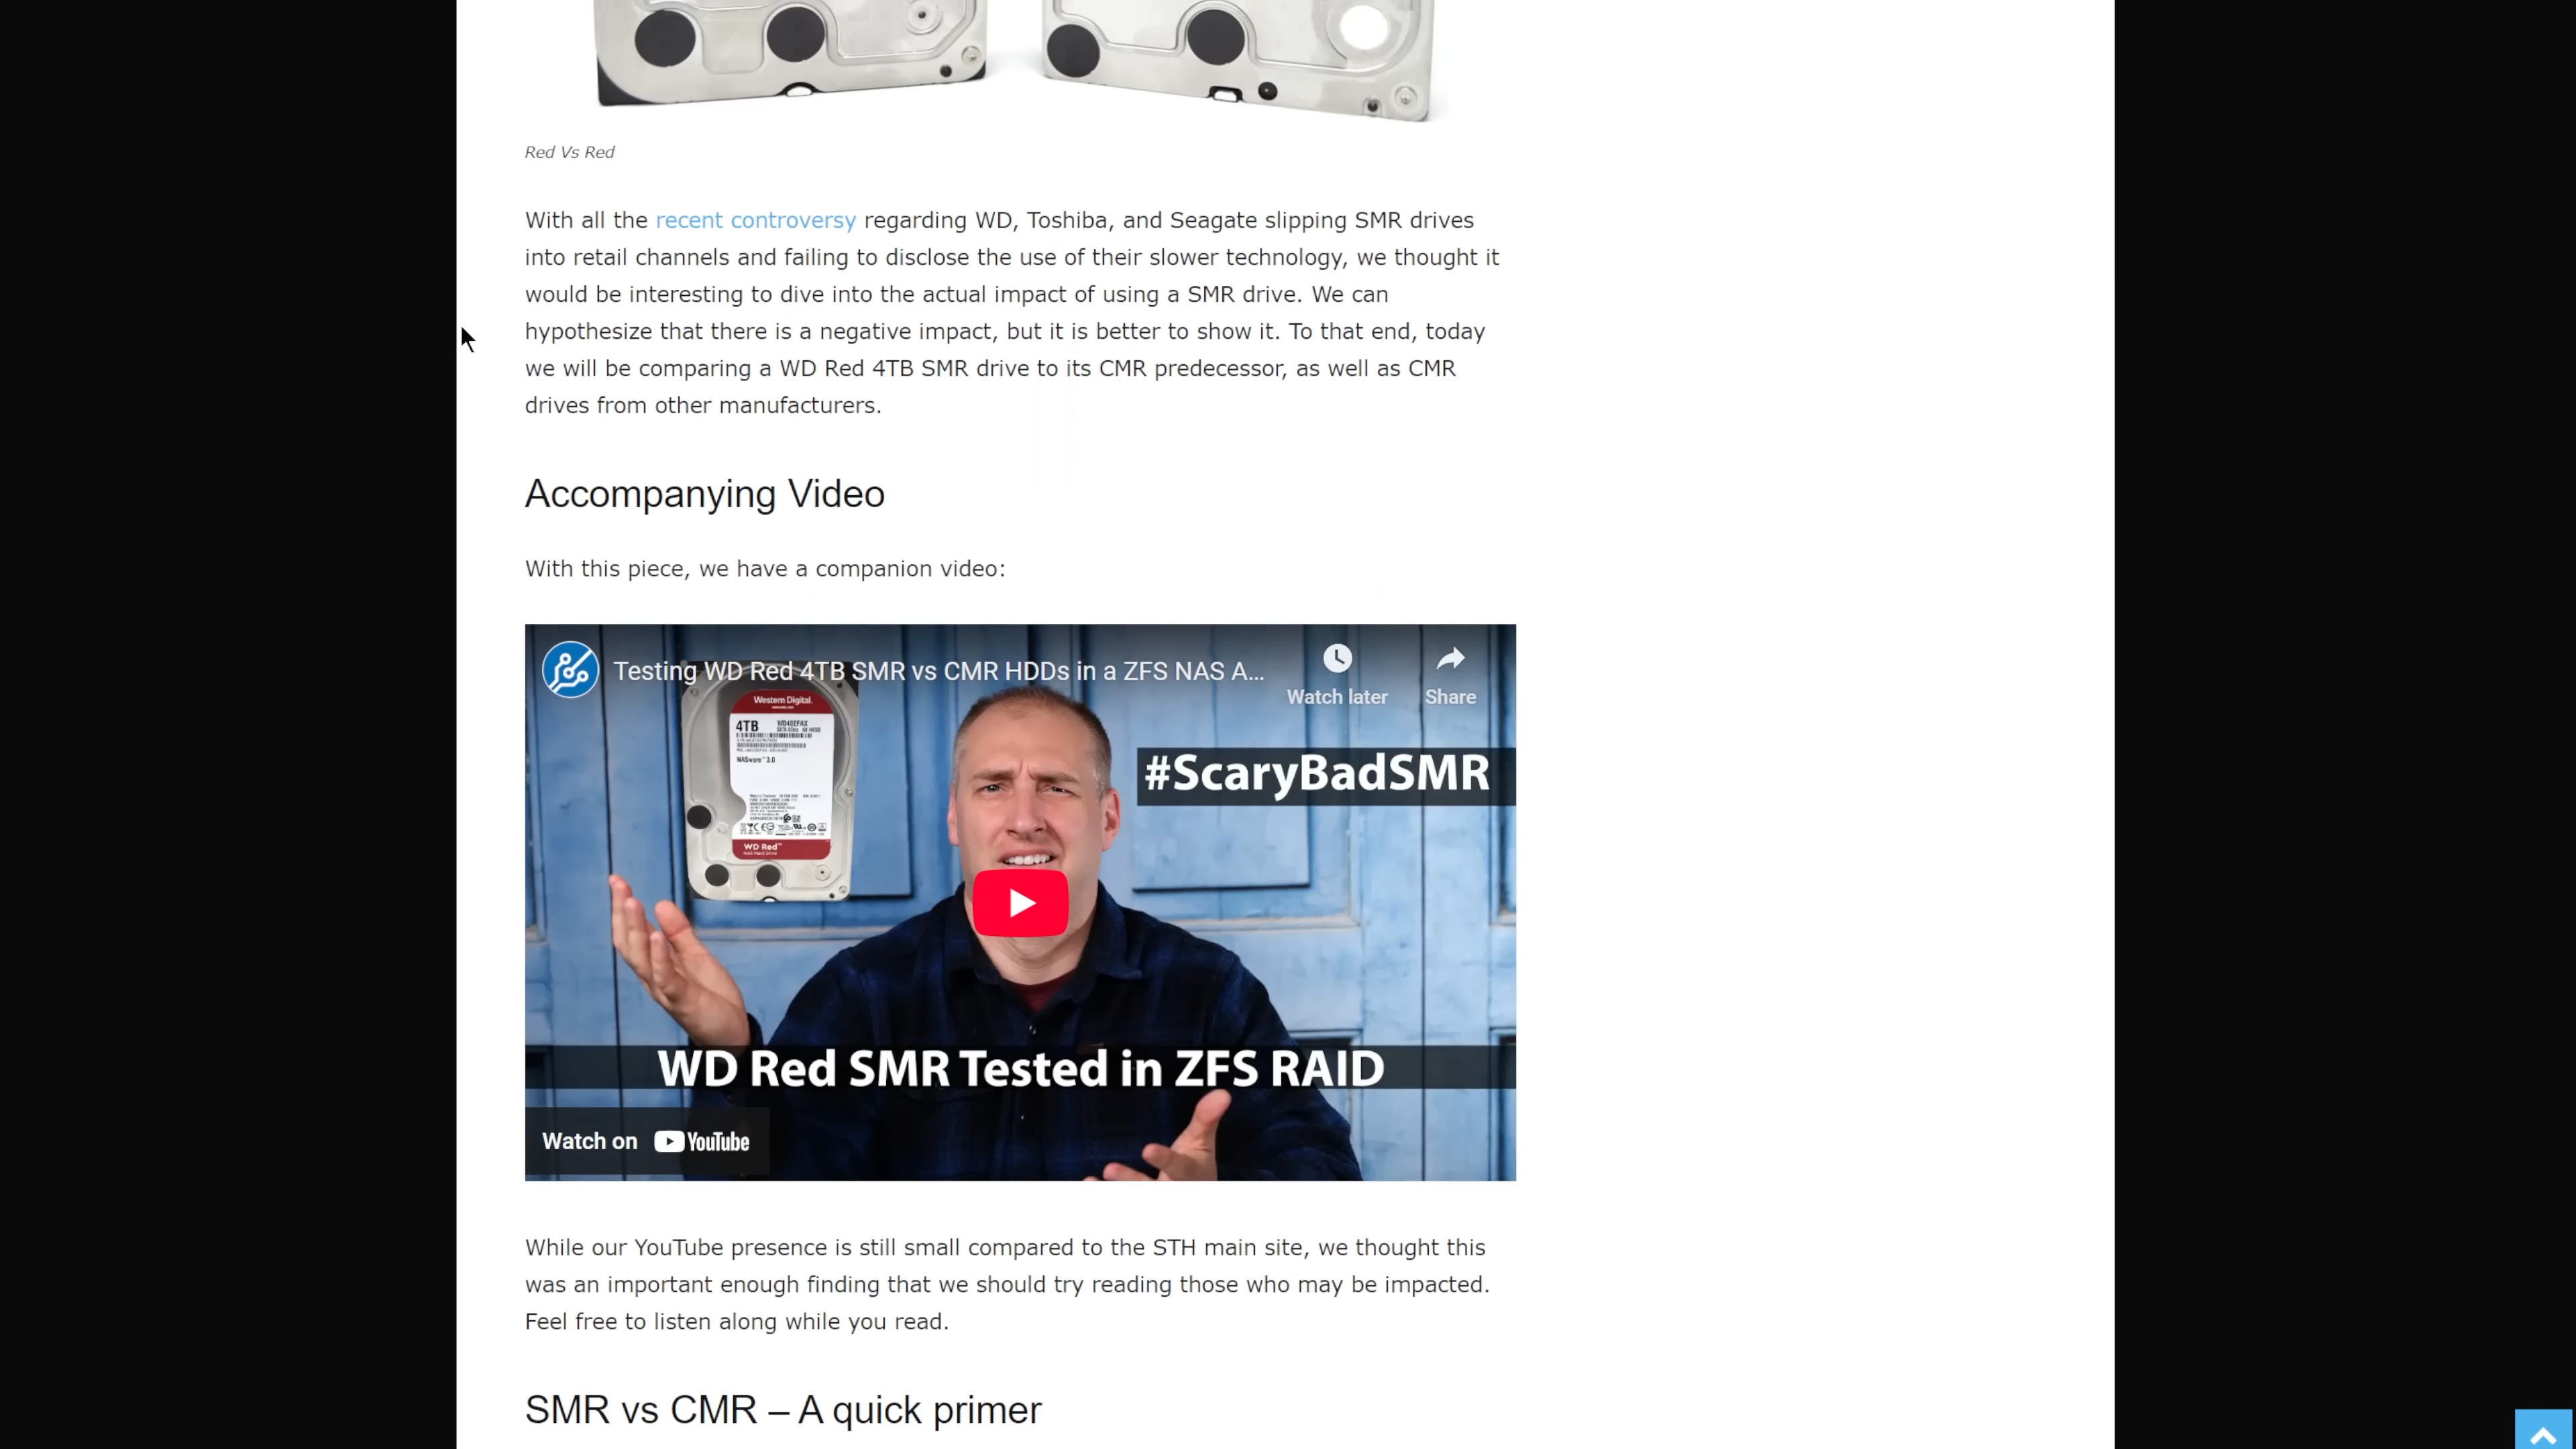 Red Vs Red
With all the recent controversy regarding WD, Toshiba, and Seagate slipping SMR drives
into retail channels and failing to disclose the use of their slower technology, we thought it
would be interesting to dive into the actual impact of using a SMR drive. We can
hypothesize that there is a negative impact, but it is better to show it. To that end, today
we will be comparing a WD Red 4TB SMR drive to its CMR predecessor, as well as CMR
drives from other manufacturers.
Accompanying Video
With this piece, we have a companion video:
Testing WD Red 4TB SMR vs CMR HDDs in a ZFS NAS A...
Watch later
Share
Western Digital.
4TB
WD40EFAX
NASware™ 3.0
WD Red™
#ScaryBadSMR
WD Red SMR Tested in ZFS RAID
Watch on YouTube
While our YouTube presence is still small compared to the STH main site, we thought this
was an important enough finding that we should try reading those who may be impacted.
Feel free to listen along while you read.
SMR vs CMR – A quick primer